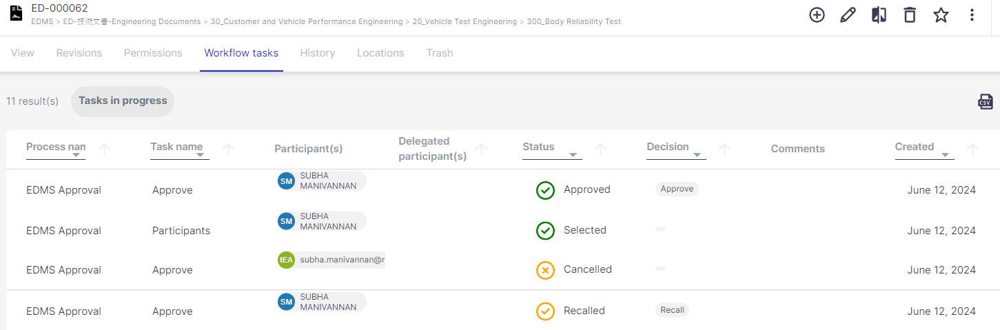 ED-000062
EDMS > ED-技術文書-Engineering Documents > 30_Customer and Vehicle Performance Engineering > 20_Vehicle Test Engineering > 300_Body Reliability Test
View Revisions Permissions Workflow tasks History Locations Trash
11 result(s) Tasks in progress
CSV
Process nan Task name Participant(s) Delegated participant(s) Status Decision Comments Created
EDMS Approval Approve SM SUBHA MANIVANNAN Approved Approve June 12, 2024
EDMS Approval Participants SM SUBHA MANIVANNAN Selected June 12, 2024
EDMS Approval Approve tEA subha.manivannan@r Cancelled June 12, 2024
EDMS Approval Approve SM SUBHA MANIVANNAN Recalled Recall June 12, 2024